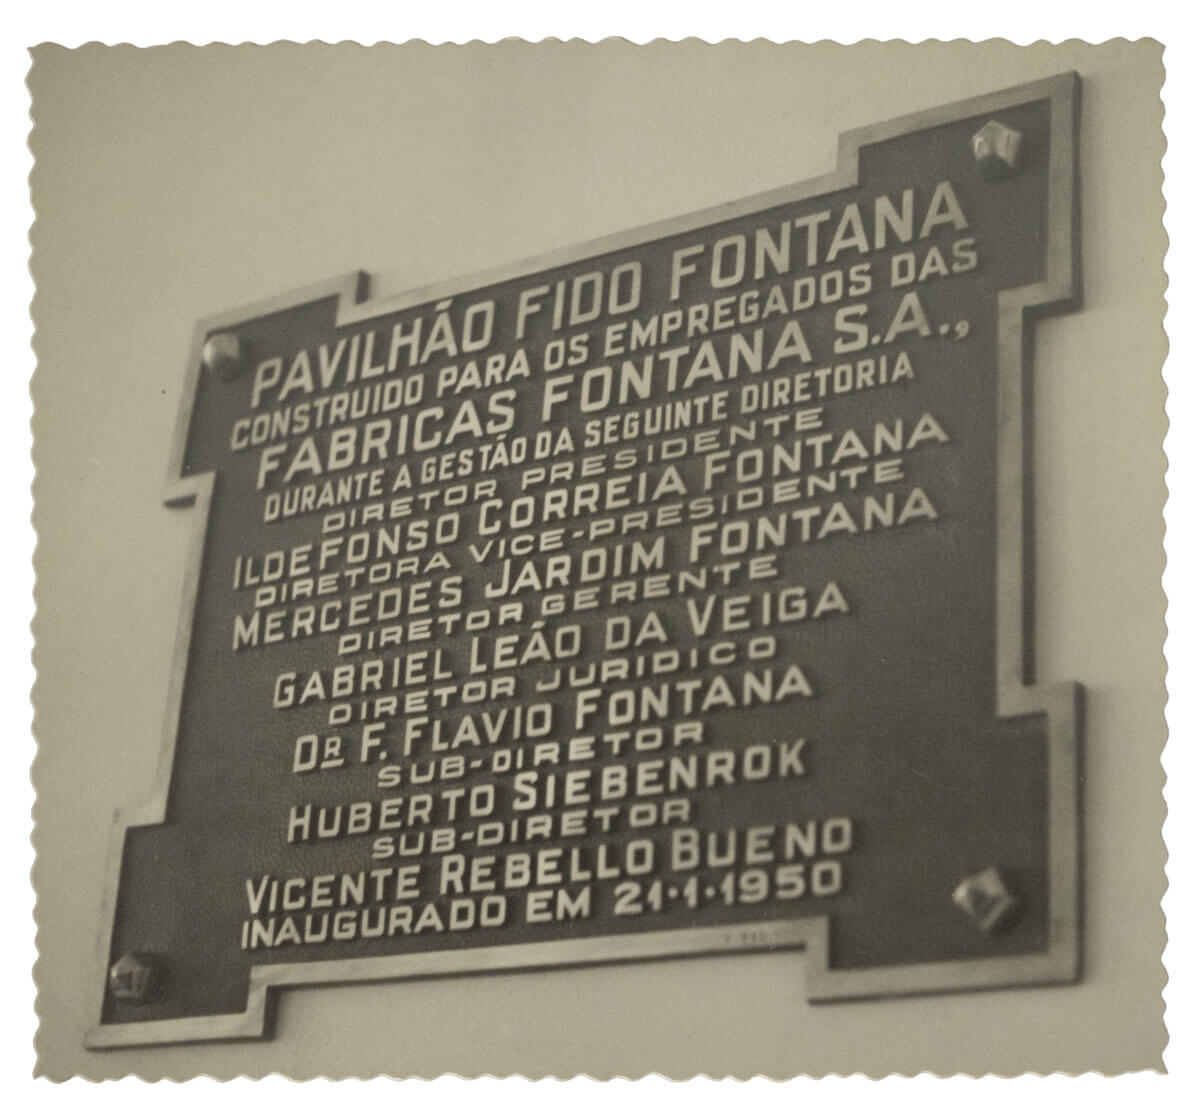 PAVILHÃO FIDO FONTANA
CONSTRUIDO PARA OS EMPREGADOS DAS
FABRICAS FONTANA S.A.,
DURANTE A GESTÃO DA SEGUINTE DIRETORIA
DIRETOR PRESIDENTE
ILDEFONSO CORREIA FONTANA
DIRETORA VICE-PRESIDENTE
MERCEDES JARDIM FONTANA
DIRETOR GERENTE
GABRIEL LEÃO DA VEIGA
DIRETOR JURIDICO
DR F. FLAVIO FONTANA
SUB-DIRETOR
HUBERTO SIEBENROK
SUB-DIRETOR
VICENTE REBELLO BUENO
INAUGURADO EM 21·1·1950